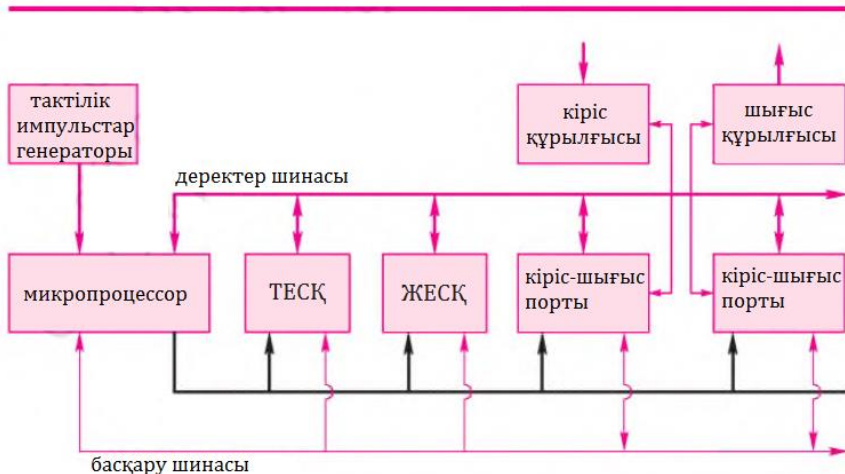 тактілік
импульстар
генераторы
кіріс
құрылғысы
шығыс
құрылғысы
деректер шинасы
микропроцессор
ТЕСҚ
ЖЕСҚ
кіріс-шығыс
порты
кіріс-шығыс
порты
басқару шинасы